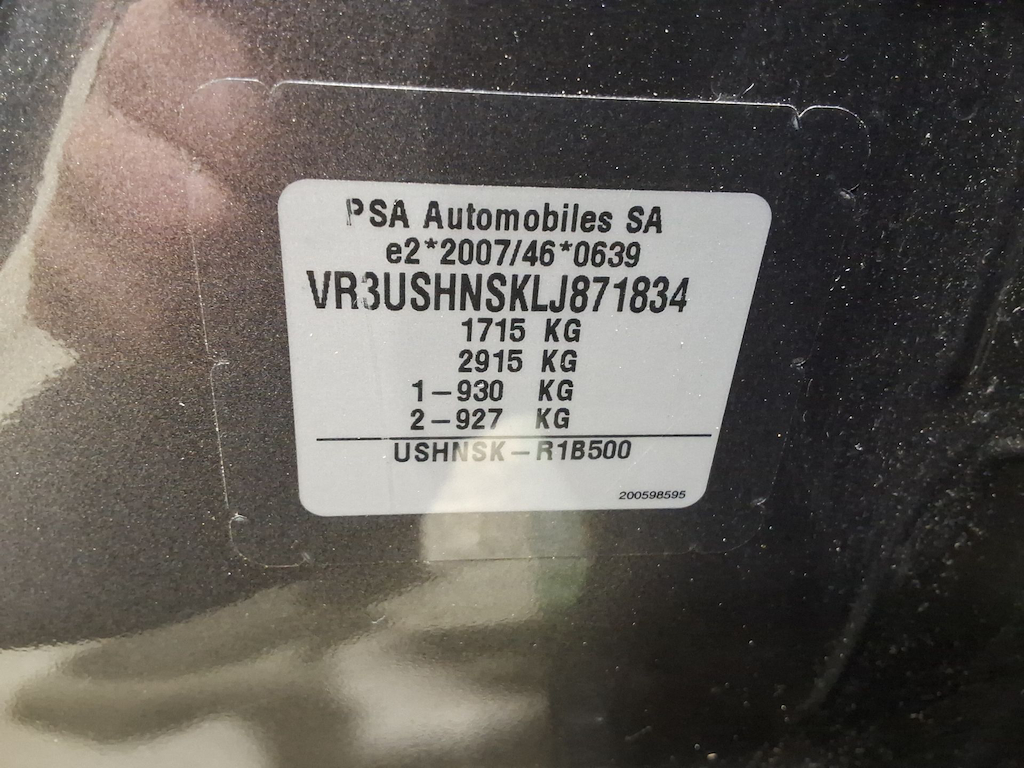 PSA Automobiles SA
e2*2007/46*0639
VR3USHNSKLJ871834
1715 KG
2915 KG
1-930 KG
2-927 KG
USHNSK-R1B500
200598595